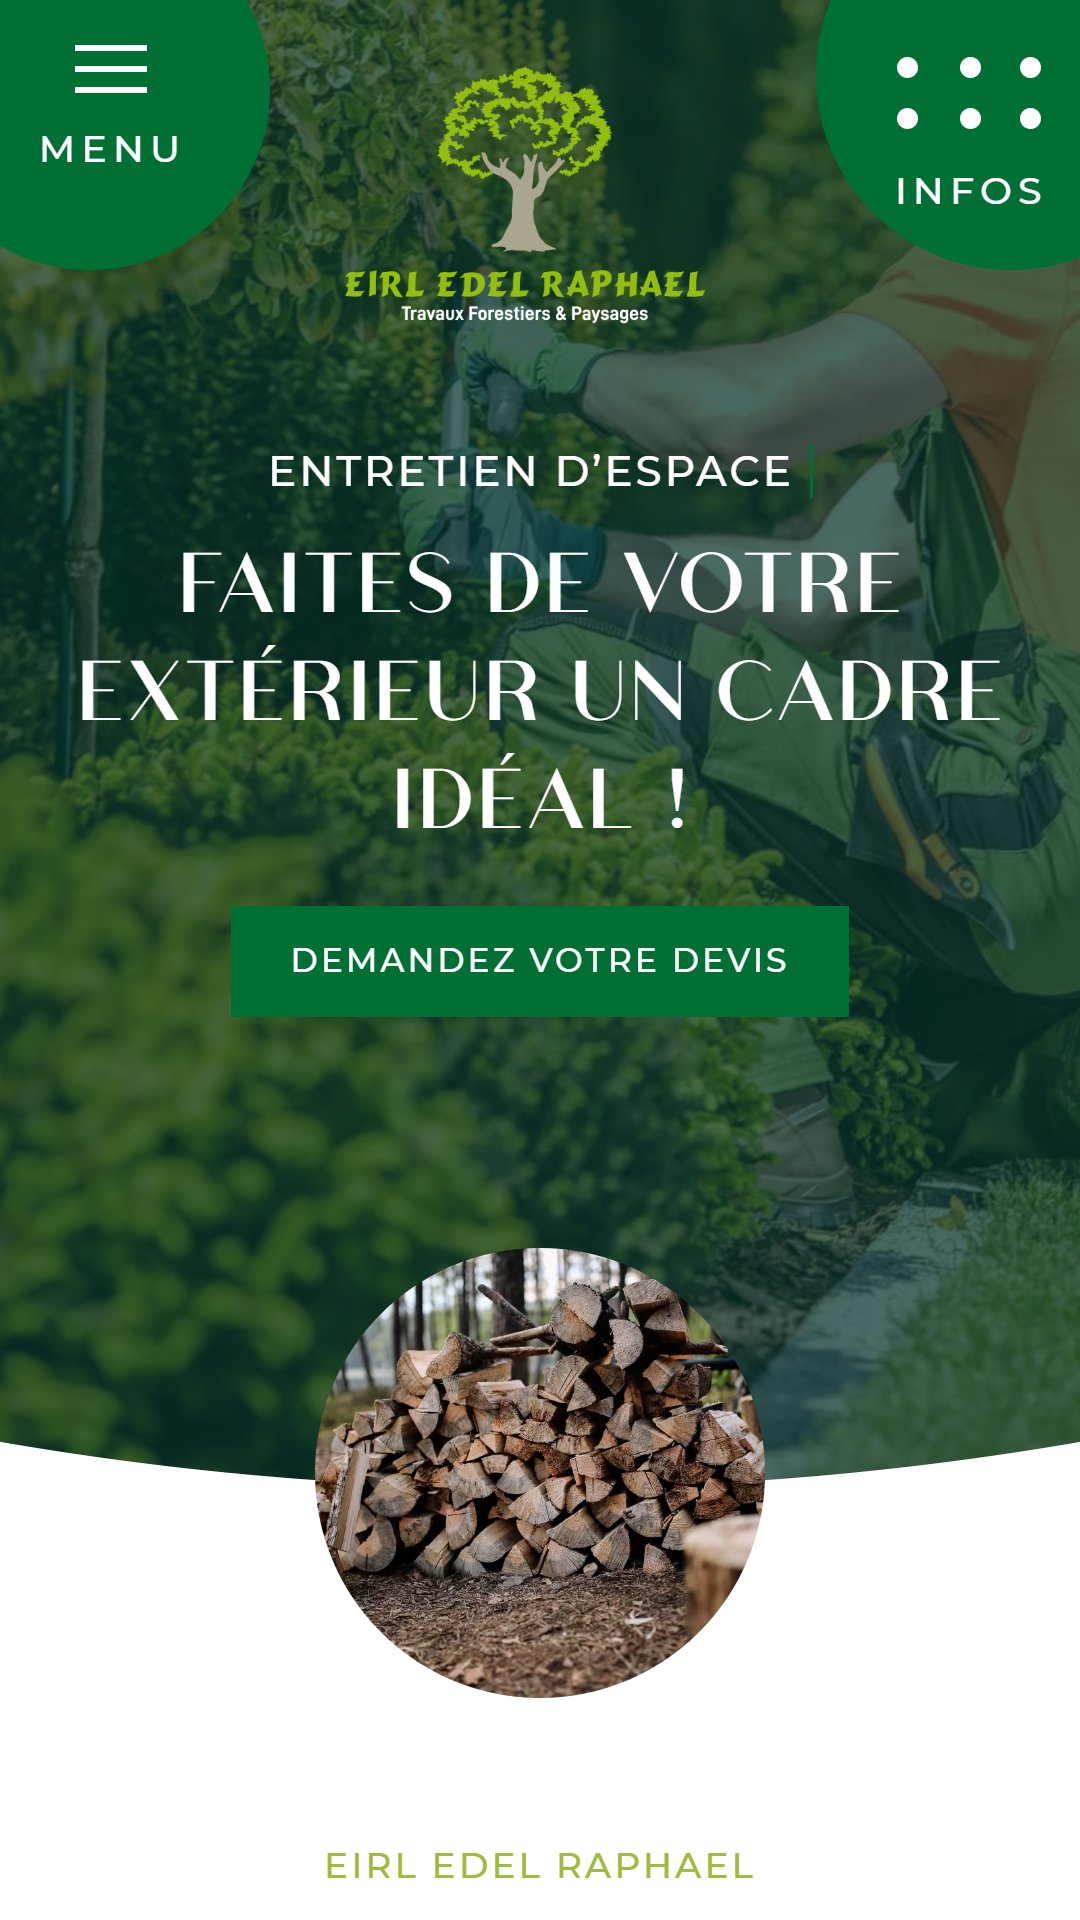 MENU
INFOS
EIRL EDEL RAPHAEL
Travaux Forestiers & Paysages
ENTRETIEN D’ESPACE
FAITES DE VOTRE
EXTÉRIEUR UN CADRE
IDÉAL !
DEMANDEZ VOTRE DEVIS
EIRL EDEL RAPHAEL